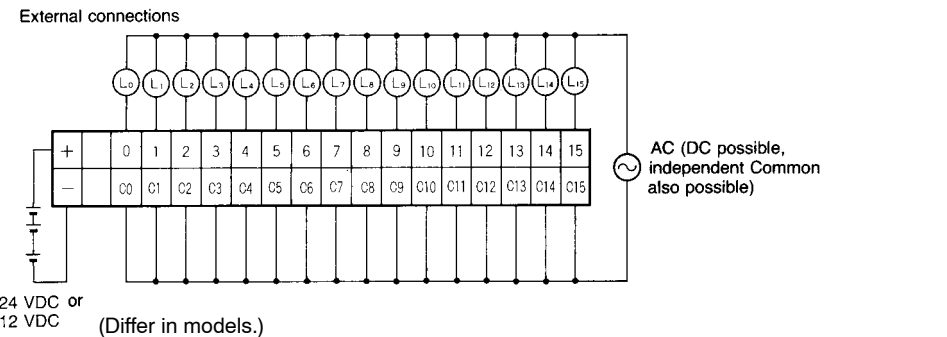 External connections
L0 L1 L2 L3 L4 L5 L6 L7 L8 L9 L10 L11 L12 L13 L14 L15
+ 0 1 2 3 4 5 6 7 8 9 10 11 12 13 14 15
− C0 C1 C2 C3 C4 C5 C6 C7 C8 C9 C10 C11 C12 C13 C14 C15
AC (DC possible,
independent Common
also possible)
24 VDC or
12 VDC
(Differ in models.)